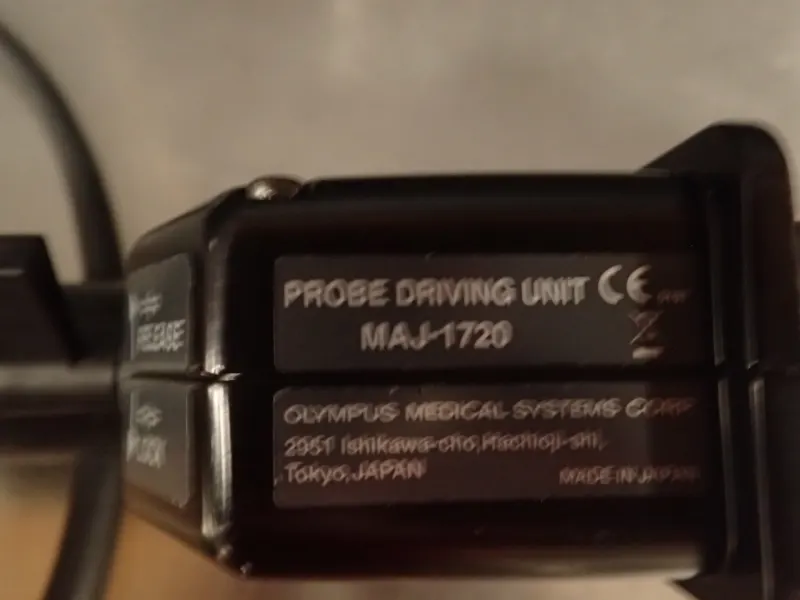 PROBE DRIVING UNIT CE
MAJ-1720
OLYMPUS MEDICAL SYSTEMS CORP
2951 Ishikawa-cho, Hachioji-shi,
Tokyo, JAPAN
MADE IN JAPAN
RELEASE
LOCK